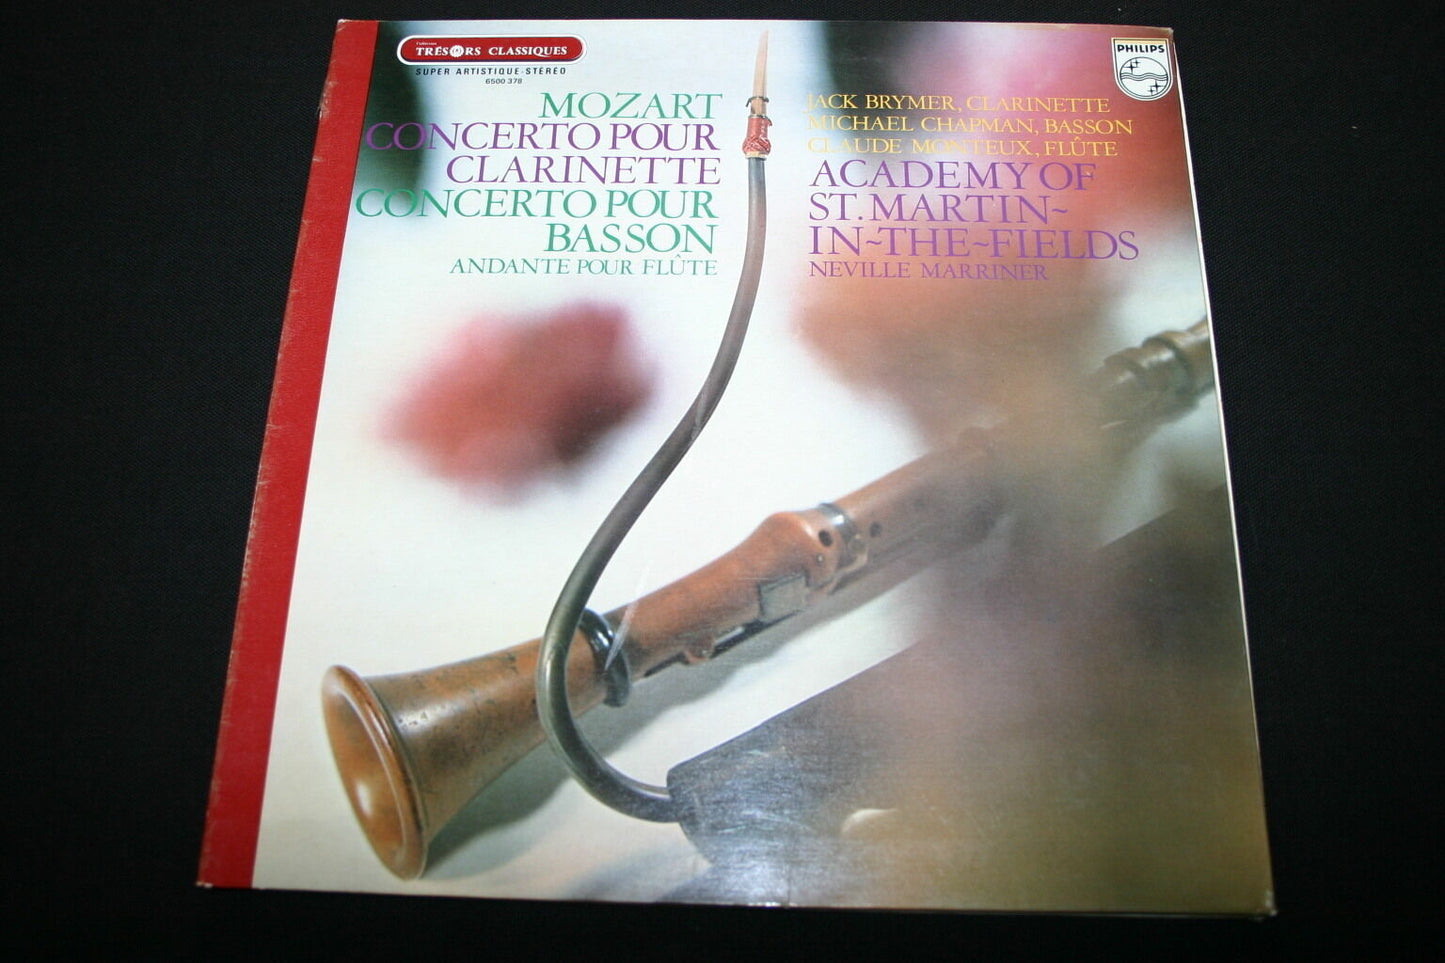 Collection
TRÉSORS CLASSIQUES
SUPER ARTISTIQUE-STÉRÉO
6500 378
MOZART
CONCERTO POUR
CLARINETTE
CONCERTO POUR
BASSON
ANDANTE POUR FLÛTE
JACK BRYMER, CLARINETTE
MICHAEL CHAPMAN, BASSON
CLAUDE MONTEUX, FLÛTE
ACADEMY OF
ST. MARTIN~
IN~THE~FIELDS
NEVILLE MARRINER
PHILIPS